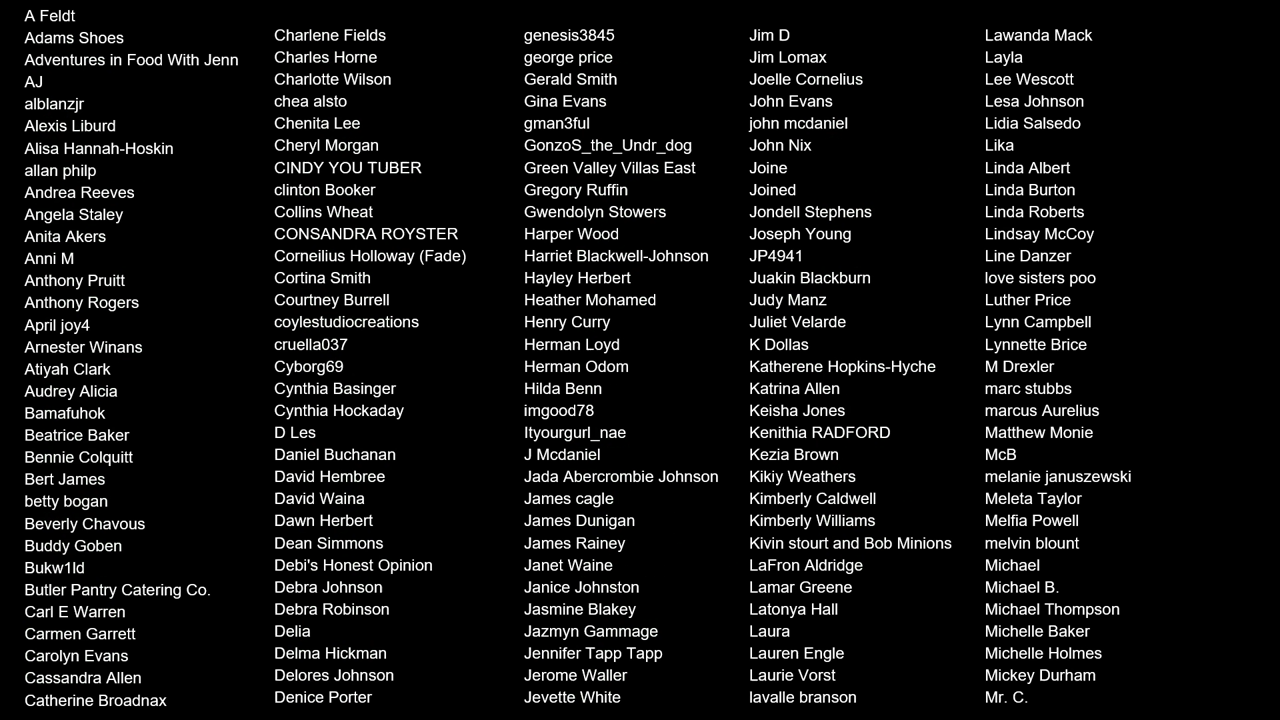 A Feldt
Adams Shoes
Adventures in Food With Jenn
AJ
alblanzjr
Alexis Liburd
Alisa Hannah-Hoskin
allan philp
Andrea Reeves
Angela Staley
Anita Akers
Anni M
Anthony Pruitt
Anthony Rogers
April joy4
Arnester Winans
Atiyah Clark
Audrey Alicia
Bamafuhok
Beatrice Baker
Bennie Colquitt
Bert James
betty bogan
Beverly Chavous
Buddy Goben
Bukw1ld
Butler Pantry Catering Co.
Carl E Warren
Carmen Garrett
Carolyn Evans
Cassandra Allen
Catherine Broadnax
Charlene Fields
Charles Horne
Charlotte Wilson
chea alsto
Chenita Lee
Cheryl Morgan
CINDY YOU TUBER
clinton Booker
Collins Wheat
CONSANDRA ROYSTER
Corneilius Holloway (Fade)
Cortina Smith
Courtney Burrell
coylestudiocreations
cruella037
Cyborg69
Cynthia Basinger
Cynthia Hockaday
D Les
Daniel Buchanan
David Hembree
David Waina
Dawn Herbert
Dean Simmons
Debi's Honest Opinion
Debra Johnson
Debra Robinson
Delia
Delma Hickman
Delores Johnson
Denice Porter
genesis3845
george price
Gerald Smith
Gina Evans
gman3ful
GonzoS_the_Undr_dog
Green Valley Villas East
Gregory Ruffin
Gwendolyn Stowers
Harper Wood
Harriet Blackwell-Johnson
Hayley Herbert
Heather Mohamed
Henry Curry
Herman Loyd
Herman Odom
Hilda Benn
imgood78
Ityourgurl_nae
J Mcdaniel
Jada Abercrombie Johnson
James cagle
James Dunigan
James Rainey
Janet Waine
Janice Johnston
Jasmine Blakey
Jazmyn Gammage
Jennifer Tapp Tapp
Jerome Waller
Jevette White
Jim D
Jim Lomax
Joelle Cornelius
John Evans
john mcdaniel
John Nix
Joine
Joined
Jondell Stephens
Joseph Young
JP4941
Juakin Blackburn
Judy Manz
Juliet Velarde
K Dollas
Katherene Hopkins-Hyche
Katrina Allen
Keisha Jones
Kenithia RADFORD
Kezia Brown
Kikiy Weathers
Kimberly Caldwell
Kimberly Williams
Kivin stourt and Bob Minions
LaFron Aldridge
Lamar Greene
Latonya Hall
Laura
Lauren Engle
Laurie Vorst
lavalle branson
Lawanda Mack
Layla
Lee Wescott
Lesa Johnson
Lidia Salsedo
Lika
Linda Albert
Linda Burton
Linda Roberts
Lindsay McCoy
Line Danzer
love sisters poo
Luther Price
Lynn Campbell
Lynnette Brice
M Drexler
marc stubbs
marcus Aurelius
Matthew Monie
McB
melanie januszewski
Meleta Taylor
Melfia Powell
melvin blount
Michael
Michael B.
Michael Thompson
Michelle Baker
Michelle Holmes
Mickey Durham
Mr. C.